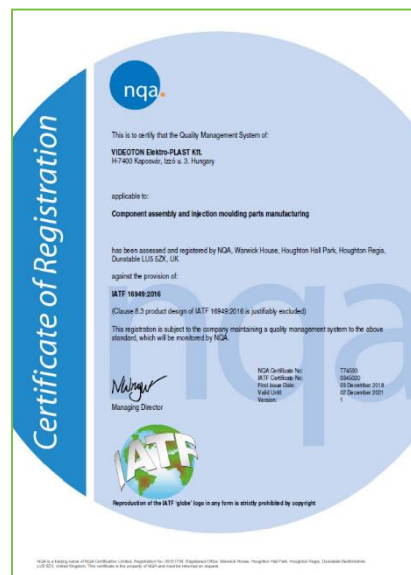 nqa.
Certificate of Registration
This is to certify that the Quality Management System of:
VIDEOTON Elektro-PLAST Kft.
H-7400 Kaposvár, Izzó u. 3. Hungary
applicable to:
Component assembly and injection moulding parts manufacturing
has been assessed and registered by NQA, Warwick House, Houghton Hall Park, Houghton Regis,
Dunstable LU5 5ZX, UK
against the provision of:
IATF 16949:2016
(Clause 8.3 product design of IATF 16949:2016 is justifiably excluded)
This registration is subject to the company maintaining a quality management system to the above
standard, which will be monitored by NQA.
NQA Certificate No:
IATF Certificate No:
First Issue Date: 03 December 2018
Valid Until: 02 December 2021
Version: 1
Managing Director
IATF
Reproduction of the IATF 'globe' logo in any form is strictly prohibited by copyright